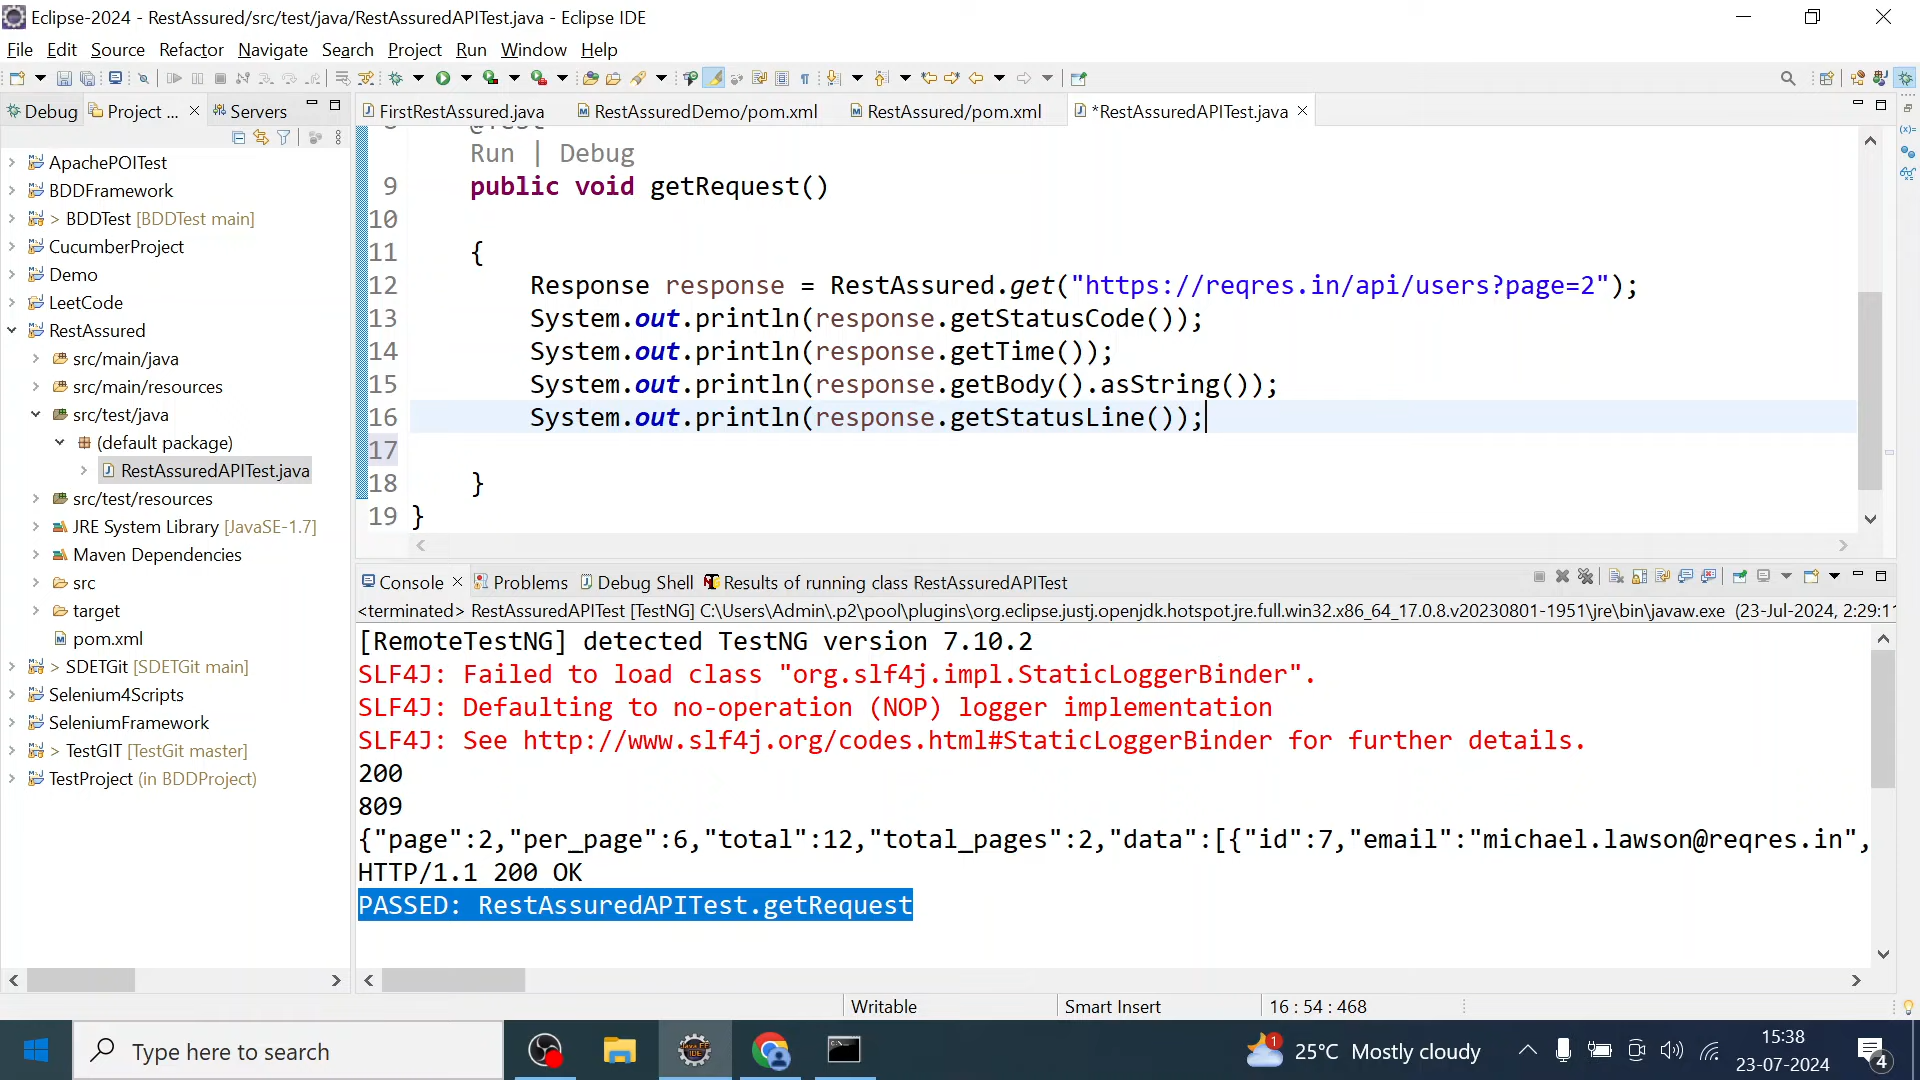 Eclipse-2024 - RestAssured/src/test/java/RestAssuredAPITest.java - Eclipse IDE
File Edit Source Refactor Navigate Search Project Run Window Help
Debug Project ... Servers
FirstRestAssured.java RestAssuredDemo/pom.xml RestAssured/pom.xml *RestAssuredAPITest.java
ApachePOITest
BDDFramework
> BDDTest [BDDTest main]
CucumberProject
Demo
LeetCode
RestAssured
src/main/java
src/main/resources
src/test/java
(default package)
RestAssuredAPITest.java
src/test/resources
JRE System Library [JavaSE-1.7]
Maven Dependencies
src
target
pom.xml
> SDETGit [SDETGit main]
Selenium4Scripts
SeleniumFramework
> TestGIT [TestGit master]
TestProject (in BDDProject)
8 @Test
Run | Debug
9 public void getRequest()
10
11 {
12 Response response = RestAssured.get("https://reqres.in/api/users?page=2");
13 System.out.println(response.getStatusCode());
14 System.out.println(response.getTime());
15 System.out.println(response.getBody().asString());
16 System.out.println(response.getStatusLine());
17
18 }
19 }
Console Problems Debug Shell Results of running class RestAssuredAPITest
<terminated> RestAssuredAPITest [TestNG] C:\Users\Admin\.p2\pool\plugins\org.eclipse.justj.openjdk.hotspot.jre.full.win32.x86_64_17.0.8.v20230801-1951\jre\bin\javaw.exe (23-Jul-2024, 2:29:11
[RemoteTestNG] detected TestNG version 7.10.2
SLF4J: Failed to load class "org.slf4j.impl.StaticLoggerBinder".
SLF4J: Defaulting to no-operation (NOP) logger implementation
SLF4J: See http://www.slf4j.org/codes.html#StaticLoggerBinder for further details.
200
809
{"page":2,"per_page":6,"total":12,"total_pages":2,"data":[{"id":7,"email":"michael.lawson@reqres.in",
HTTP/1.1 200 OK
PASSED: RestAssuredAPITest.getRequest
Writable Smart Insert 16 : 54 : 468
Type here to search
1 25°C Mostly cloudy
15:38
23-07-2024
4